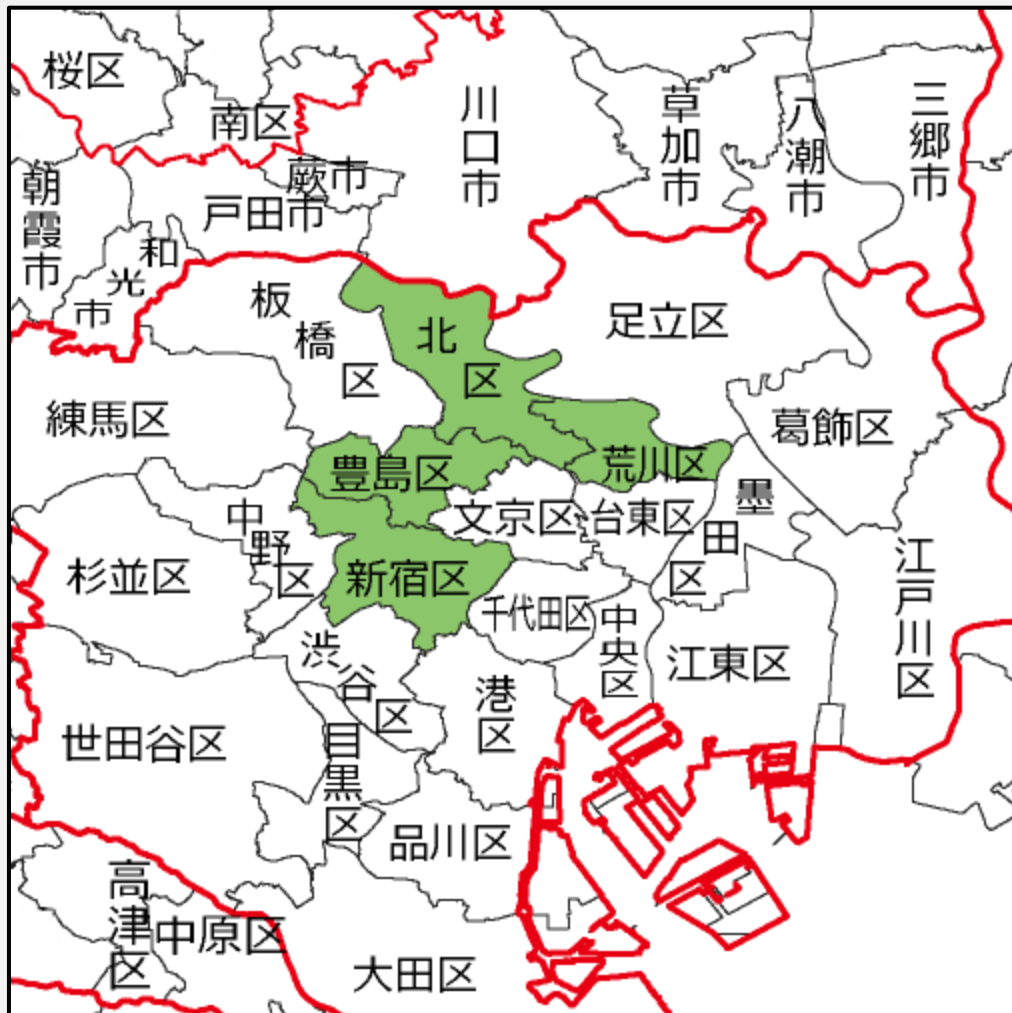 桜区
南区
川口市
草加市
八潮市
三郷市
朝霞市
蕨市
戸田市
和光市
板橋区
北区
足立区
練馬区
豊島区
荒川区
葛飾区
中野区
文京区
台東区
墨田区
杉並区
新宿区
千代田区
中央区
江戸川区
渋谷区
港区
江東区
世田谷区
目黒区
品川区
高津区
中原区
大田区